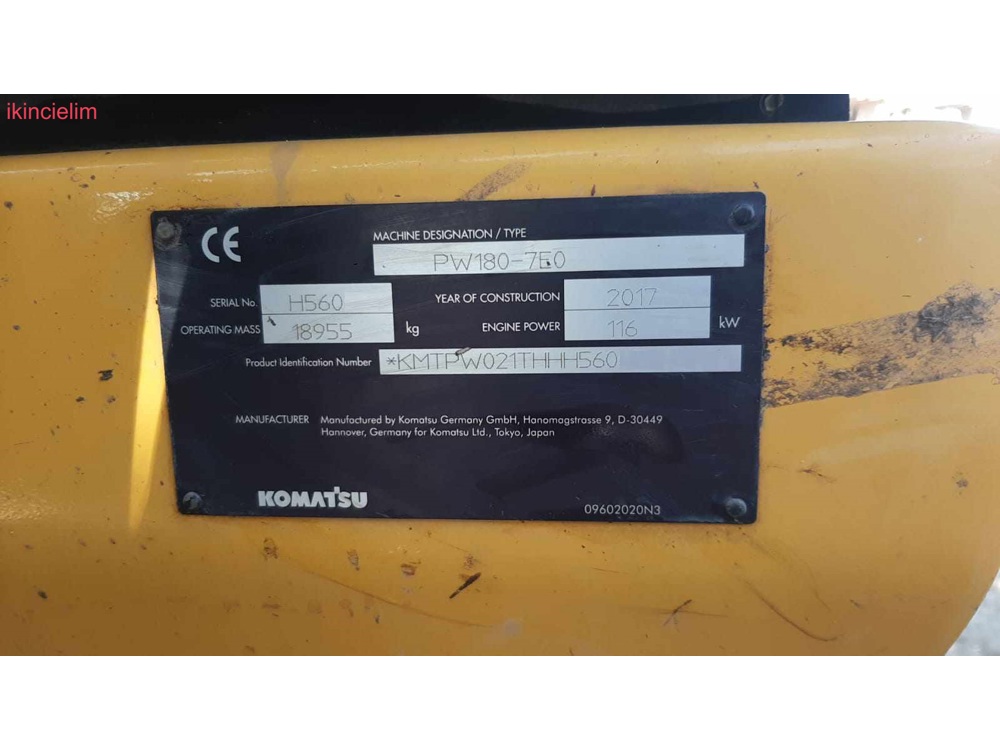 ikincielim
CE
MACHINE DESIGNATION / TYPE
PW180-7E0
SERIAL No. H560 YEAR OF CONSTRUCTION 2017
OPERATING MASS 18955 kg ENGINE POWER 116 kW
Product Identification Number *KMTPW021THHH560
MANUFACTURER Manufactured by Komatsu Germany GmbH, Hanomagstrasse 9, D-30449
Hannover, Germany for Komatsu Ltd., Tokyo, Japan
KOMATSU
09602020N3